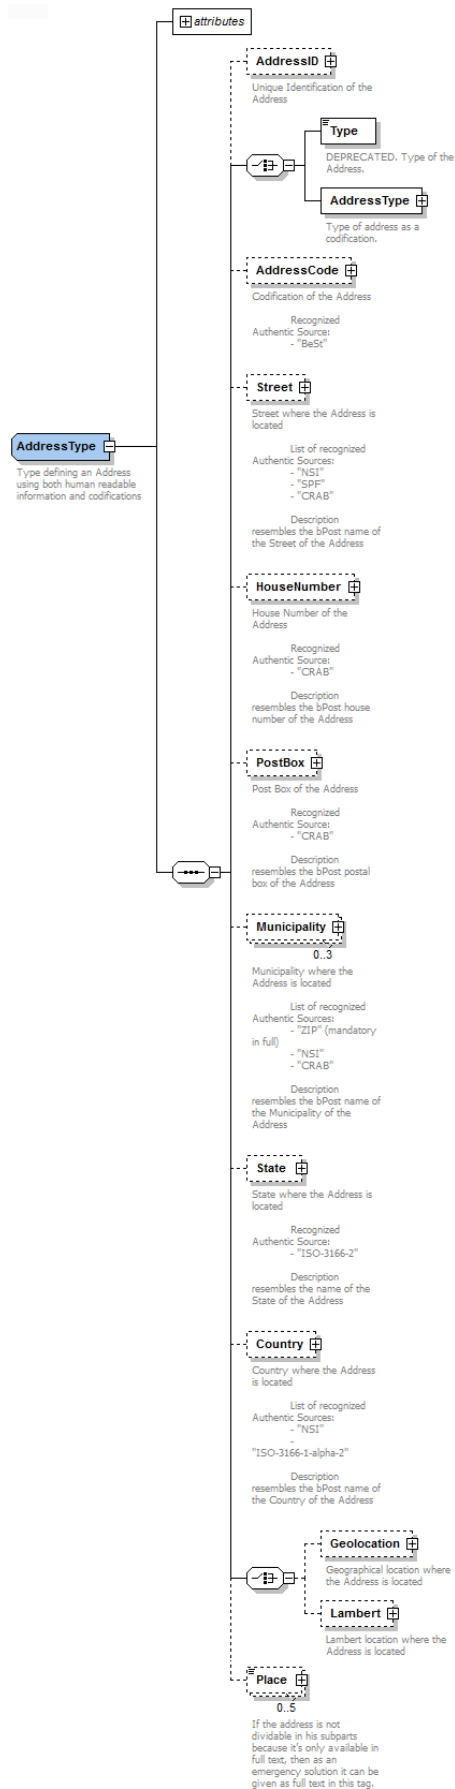 attributes
AddressID
Unique Identification of the
Address
Type
DEPRECATED. Type of the
Address.
AddressType
Type of address as a
codification.
AddressCode
Codification of the Address
Recognized
Authentic Source:
- "BeSt"
Street
Street where the Address is
located
List of recognized
Authentic Sources:
- "NSI"
- "SPF"
- "CRAB"
Description
resembles the bPost name of
the Street of the Address
AddressType
Type defining an Address
using both human readable
information and codifications
HouseNumber
House Number of the
Address
Recognized
Authentic Source:
- "CRAB"
Description
resembles the bPost house
number of the Address
PostBox
Post Box of the Address
Recognized
Authentic Source:
- "CRAB"
Description
resembles the bPost postal
box of the Address
Municipality
0..3
Municipality where the
Address is located
List of recognized
Authentic Sources:
- "ZIP" (mandatory
in full)
- "NSI"
- "CRAB"
Description
resembles the bPost name of
the Municipality of the
Address
State
State where the Address is
located
Recognized
Authentic Source:
- "ISO-3166-2"
Description
resembles the name of the
State of the Address
Country
Country where the Address
is located
List of recognized
Authentic Sources:
- "NSI"
-
"ISO-3166-1-alpha-2"
Description
resembles the bPost name of
the Country of the Address
Geolocation
Geographical location where
the Address is located
Lambert
Lambert location where the
Address is located
Place
0..5
If the address is not
dividable in his subparts
because it's only available in
full text, then as an
emergency solution it can be
given as full text in this tag.